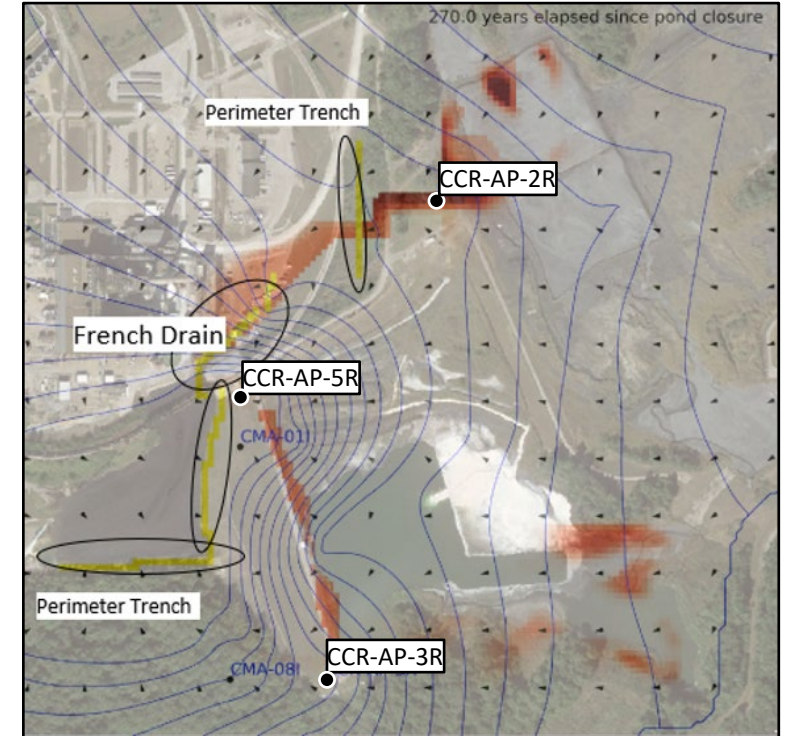 270.0 years elapsed since pond closure
Perimeter Trench
CCR-AP-2R
French Drain
CCR-AP-5R
CMA-01I
Perimeter Trench
CCR-AP-3R
CMA-08I